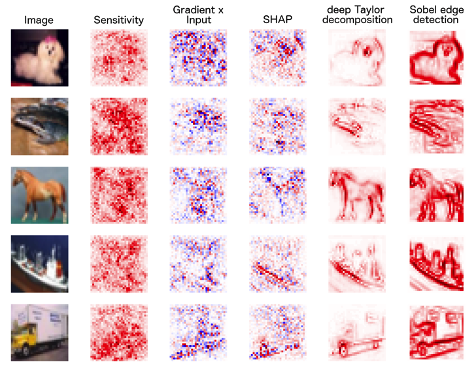 Image
Sensitivity
Gradient x
Input
SHAP
deep Taylor
decomposition
Sobel edge
detection